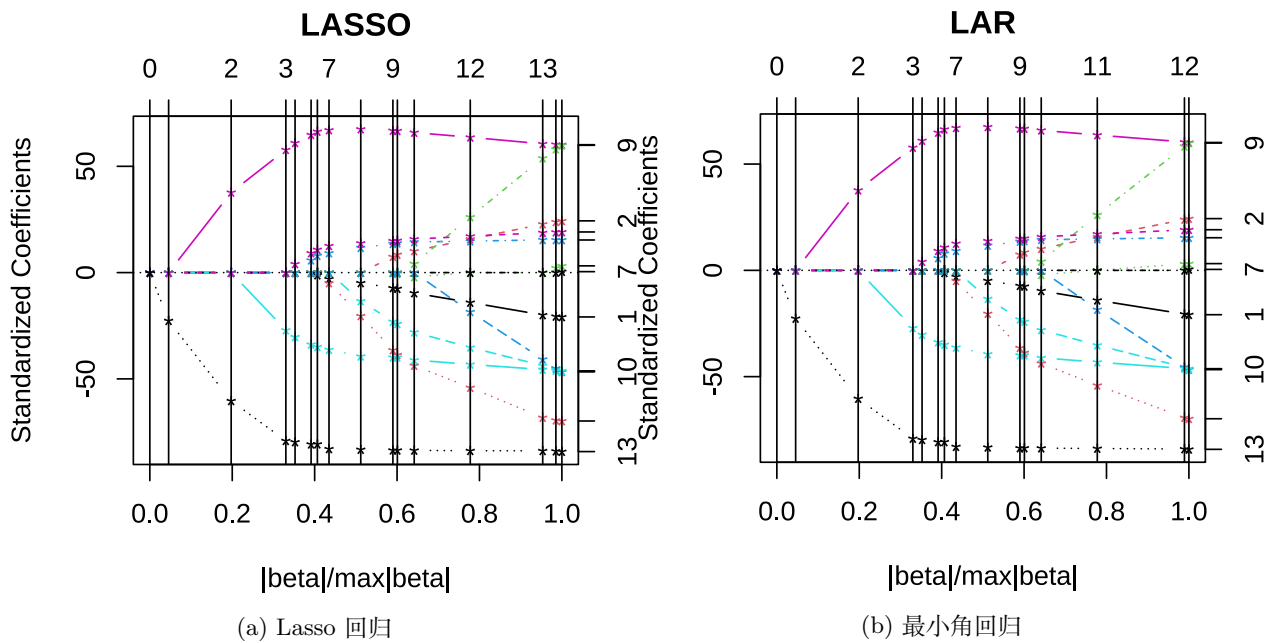 LASSO
0 2 3 7 9 12 13
Standardized Coefficients
50
0
-50
9
2
7
1
10
13
0.0 0.2 0.4 0.6 0.8 1.0
|beta|/max|beta|
(a) Lasso 回归
LAR
0 2 3 7 9 11 12
Standardized Coefficients
50
0
-50
9
2
7
1
10
13
0.0 0.2 0.4 0.6 0.8 1.0
|beta|/max|beta|
(b) 最小角回归